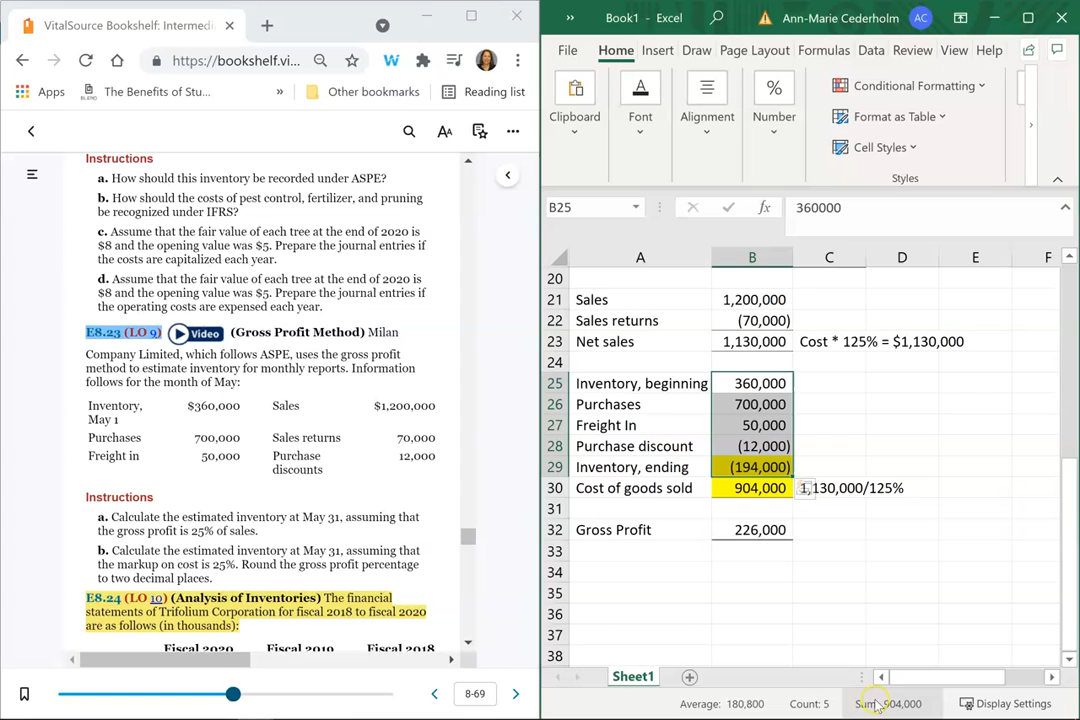 VitalSource Bookshelf: Intermedi
https://bookshelf.vi...
W
Apps
The Benefits of Stu...
»
Other bookmarks
Reading list
AA
Instructions
a. How should this inventory be recorded under ASPE?
b. How should the costs of pest control, fertilizer, and pruning
be recognized under IFRS?
c. Assume that the fair value of each tree at the end of 2020 is
$8 and the opening value was $5. Prepare the journal entries if
the costs are capitalized each year.
d. Assume that the fair value of each tree at the end of 2020 is
$8 and the opening value was $5. Prepare the journal entries if
the operating costs are expensed each year.
E8.23 (LO 9) Video (Gross Profit Method) Milan
Company Limited, which follows ASPE, uses the gross profit
method to estimate inventory for monthly reports. Information
follows for the month of May:
Inventory, May 1 $360,000 Sales $1,200,000
Purchases 700,000 Sales returns 70,000
Freight in 50,000 Purchase discounts 12,000
Instructions
a. Calculate the estimated inventory at May 31, assuming that
the gross profit is 25% of sales.
b. Calculate the estimated inventory at May 31, assuming that
the markup on cost is 25%. Round the gross profit percentage
to two decimal places.
E8.24 (LO 10) (Analysis of Inventories) The financial
statements of Trifolium Corporation for fiscal 2018 to fiscal 2020
are as follows (in thousands):
Fiscal 2020 Fiscal 2019 Fiscal 2018
8-69
» Book1 - Excel Ann-Marie Cederholm AC
File Home Insert Draw Page Layout Formulas Data Review View Help
Clipboard Font Alignment Number
Conditional Formatting
Format as Table
Cell Styles
Styles
B25 fx 360000
A B C D E F
20
21 Sales 1,200,000
22 Sales returns (70,000)
23 Net sales 1,130,000 Cost * 125% = $1,130,000
24
25 Inventory, beginning 360,000
26 Purchases 700,000
27 Freight In 50,000
28 Purchase discount (12,000)
29 Inventory, ending (194,000)
30 Cost of goods sold 904,000 1,130,000/125%
31
32 Gross Profit 226,000
33
34
35
36
37
38
Sheet1
Average: 180,800 Count: 5 Sum: 904,000 Display Settings